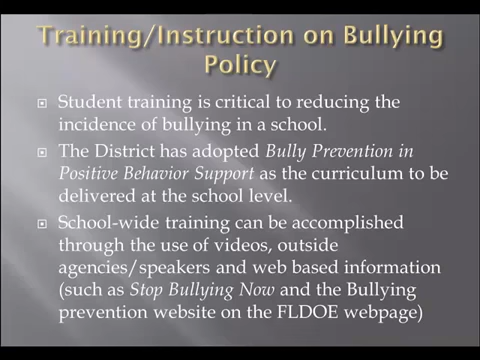 Training/Instruction on Bullying
Policy
Student training is critical to reducing the
incidence of bullying in a school.
The District has adopted Bully Prevention in
Positive Behavior Support as the curriculum to be
delivered at the school level.
School-wide training can be accomplished
through the use of videos, outside
agencies/speakers and web based information
(such as Stop Bullying Now and the Bullying
prevention website on the FLDOE webpage)